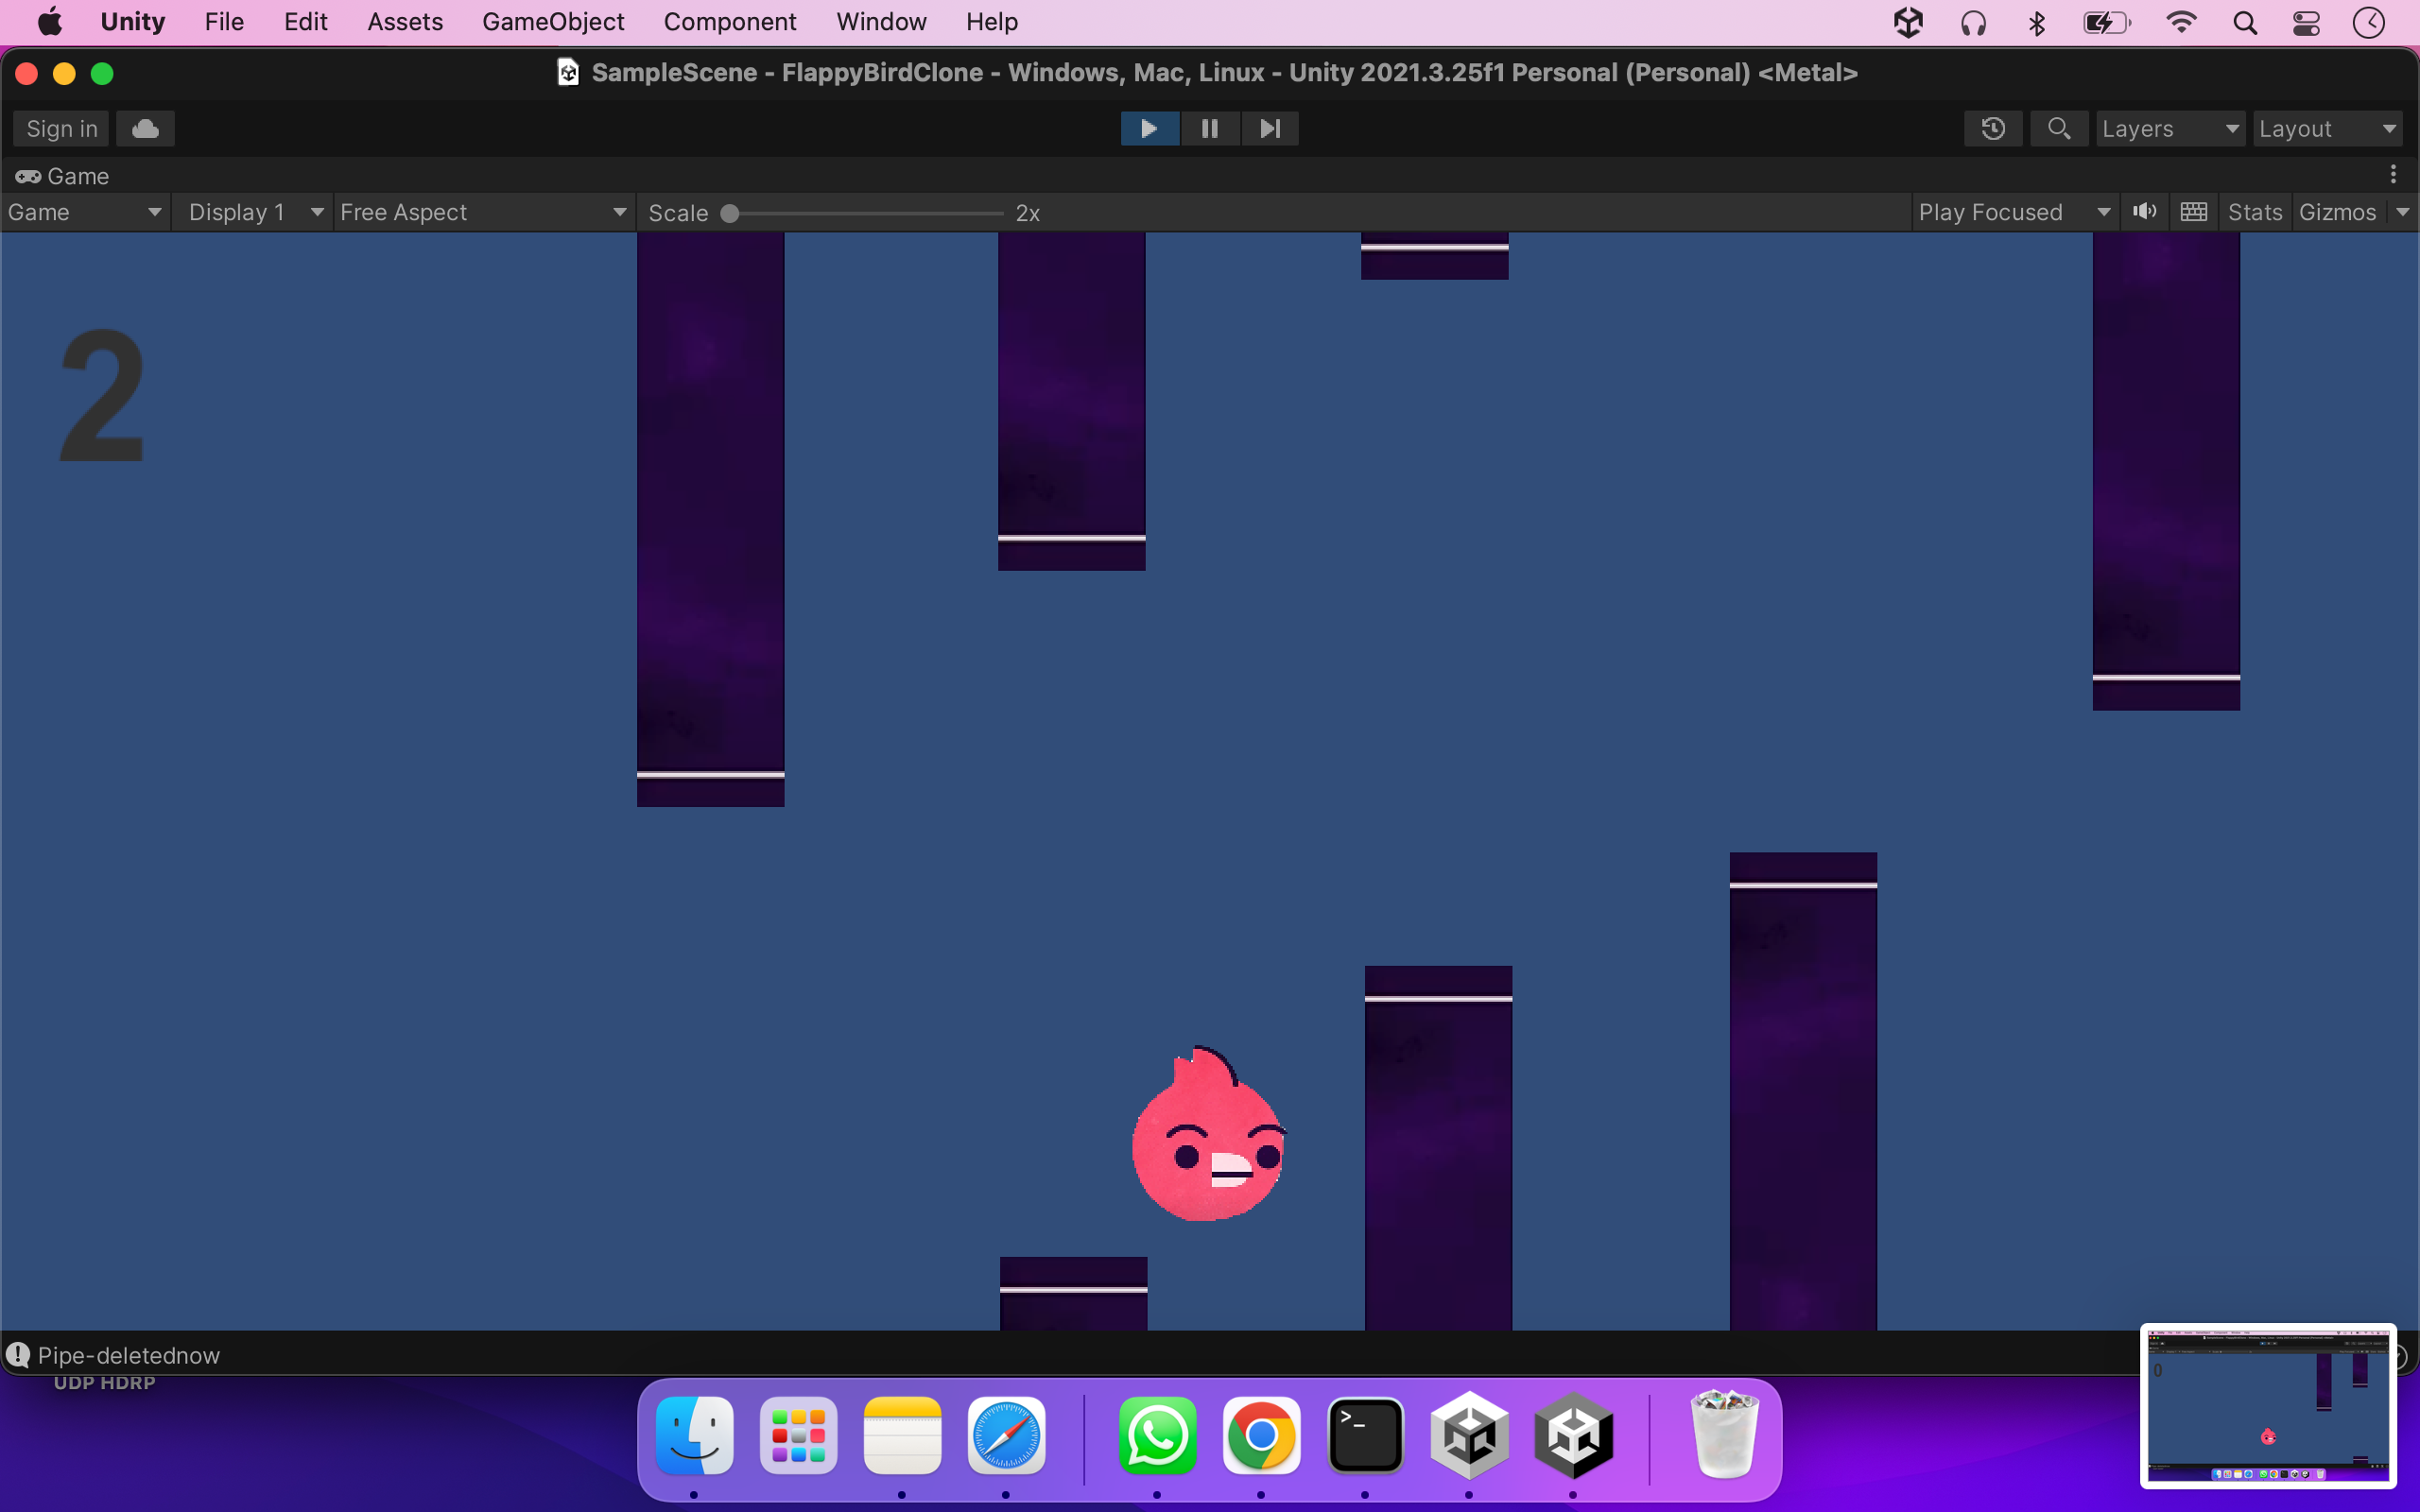 Unity File Edit Assets GameObject Component Window Help
SampleScene - FlappyBirdClone - Windows, Mac, Linux - Unity 2021.3.25f1 Personal (Personal) <Metal>
Sign in Layers Layout
Game
Game Display 1 Free Aspect Scale 2x Play Focused Stats Gizmos
2
Pipe-deletednow
UDP HDRP
0